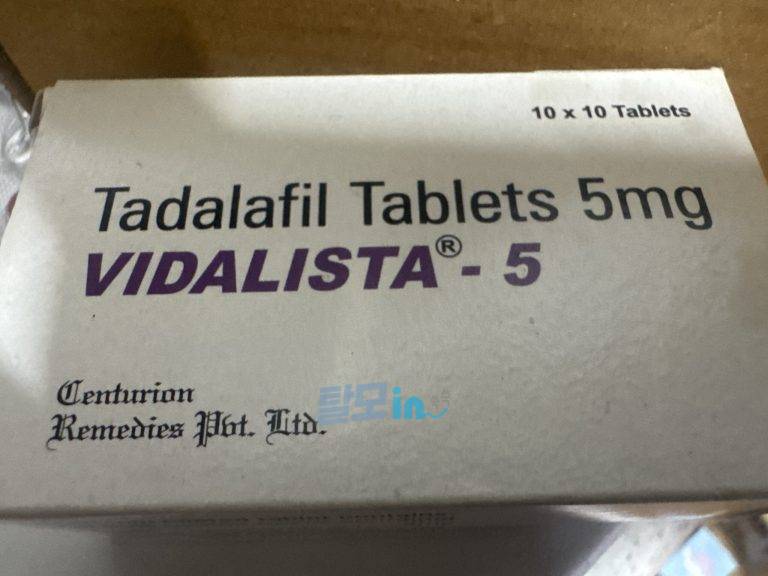 10 x 10 Tablets
Tadalafil Tablets 5mg
VIDALISTA® - 5
Centurion
Remedies Pvt. Ltd.
탈모in